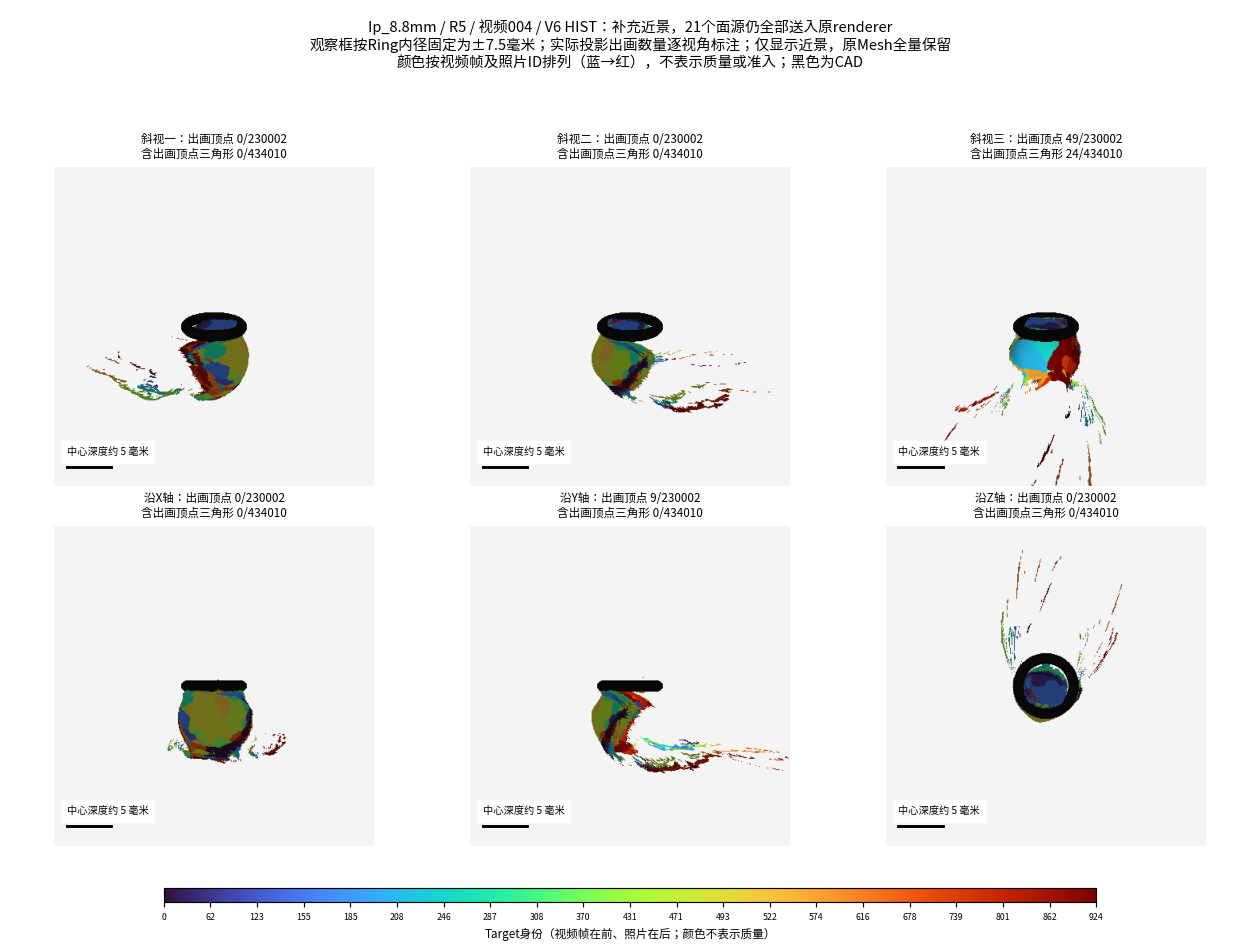 Ip_8.8mm / R5 / 视频004 / V6 HIST：补充近景，21个面源仍全部送入原renderer
观察框按Ring内径固定为±7.5毫米；实际投影出画数量逐视角标注；仅显示近景，原Mesh全量保留
颜色按视频帧及照片ID排列（蓝→红），不表示质量或准入；黑色为CAD
斜视一：出画顶点 0/230002
含出画顶点三角形 0/434010
斜视二：出画顶点 0/230002
含出画顶点三角形 0/434010
斜视三：出画顶点 49/230002
含出画顶点三角形 24/434010
中心深度约 5 毫米
中心深度约 5 毫米
中心深度约 5 毫米
沿X轴：出画顶点 0/230002
含出画顶点三角形 0/434010
沿Y轴：出画顶点 9/230002
含出画顶点三角形 0/434010
沿Z轴：出画顶点 0/230002
含出画顶点三角形 0/434010
中心深度约 5 毫米
中心深度约 5 毫米
中心深度约 5 毫米
0 62 123 155 185 208 246 287 308 370 431 471 493 522 574 616 678 739 801 862 924
Target身份（视频帧在前、照片在后；颜色不表示质量）